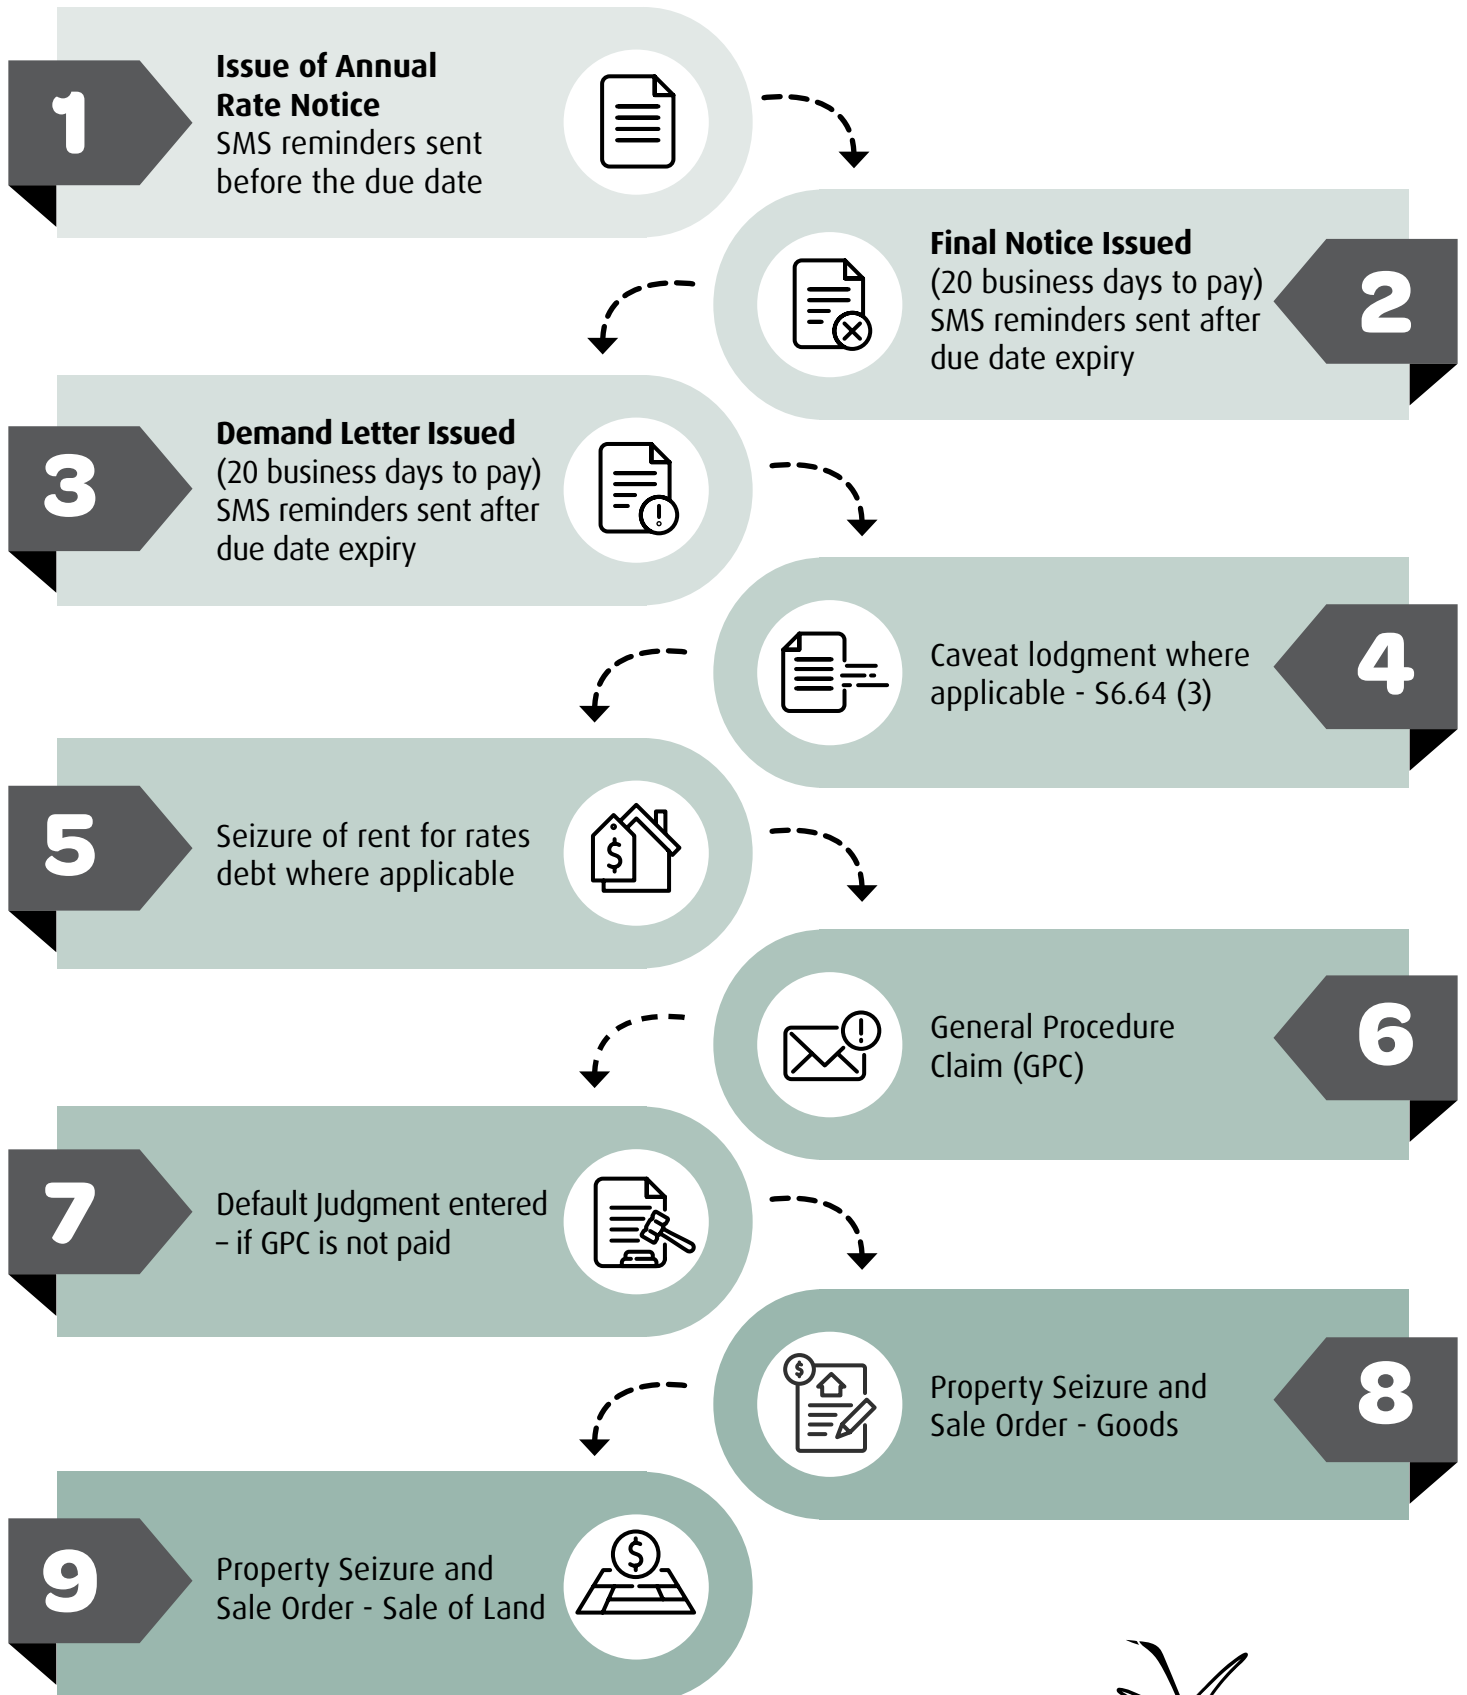 1
Issue of Annual
Rate Notice
SMS reminders sent
before the due date
2
Final Notice Issued
(20 business days to pay)
SMS reminders sent after
due date expiry
3
Demand Letter Issued
(20 business days to pay)
SMS reminders sent after
due date expiry
4
Caveat lodgment where
applicable - S6.64 (3)
5
Seizure of rent for rates
debt where applicable
$
6
General Procedure
Claim (GPC)
7
Default Judgment entered
– if GPC is not paid
8
$
Property Seizure and
Sale Order - Goods
9
Property Seizure and
Sale Order - Sale of Land
$